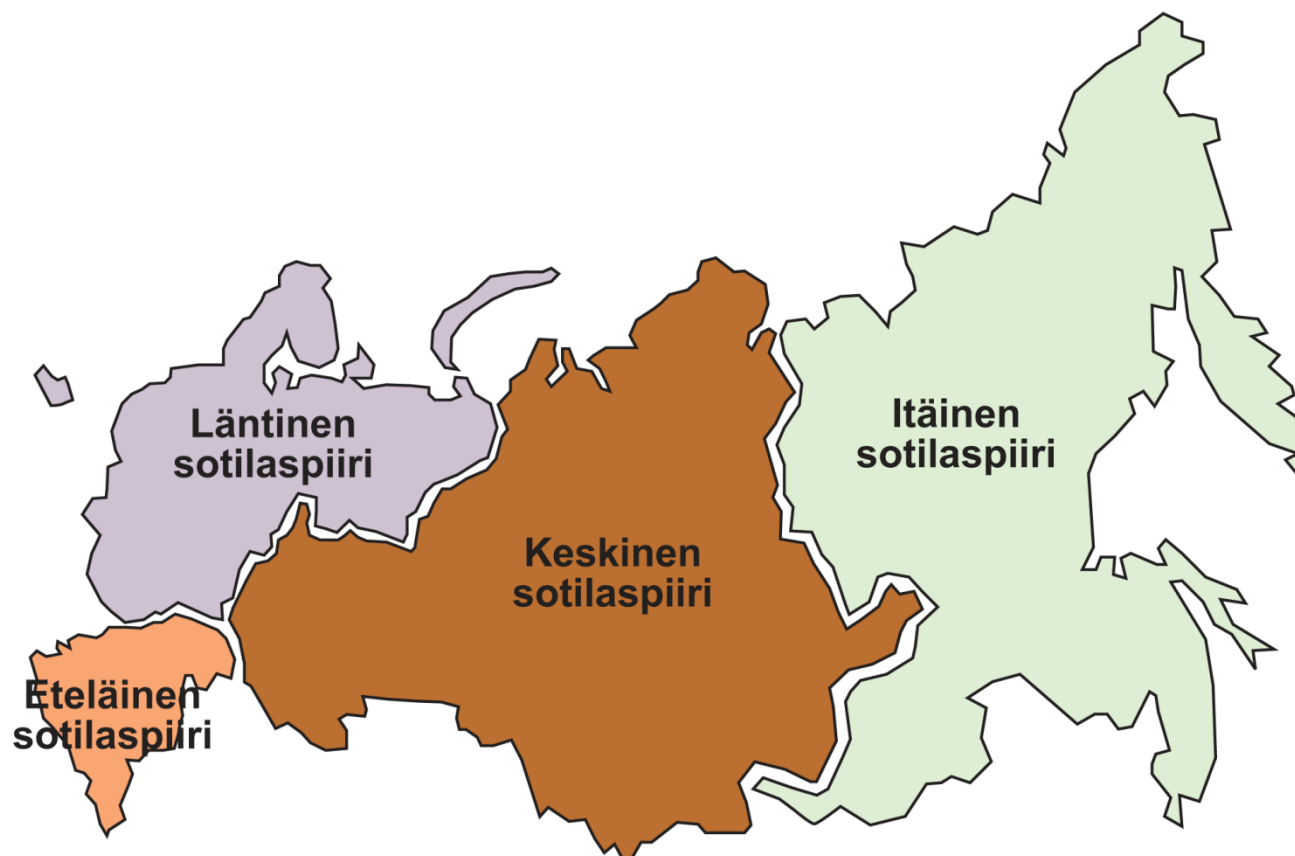 Läntinen
sotilaspiiri
Itäinen
sotilaspiiri
Keskinen
sotilaspiiri
Eteläinen
sotilaspiiri